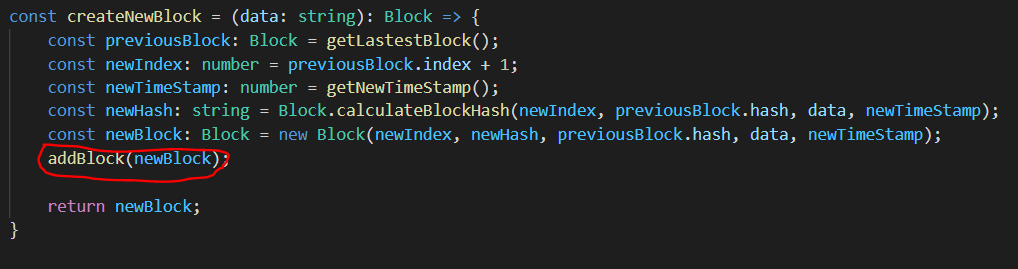 const createNewBlock = (data: string): Block => {
const previousBlock: Block = getLastestBlock();
const newIndex: number = previousBlock.index + 1;
const newTimeStamp: number = getNewTimeStamp();
const newHash: string = Block.calculateBlockHash(newIndex, previousBlock.hash, data, newTimeStamp);
const newBlock: Block = new Block(newIndex, newHash, previousBlock.hash, data, newTimeStamp);
addBlock(newBlock);
return newBlock;
}